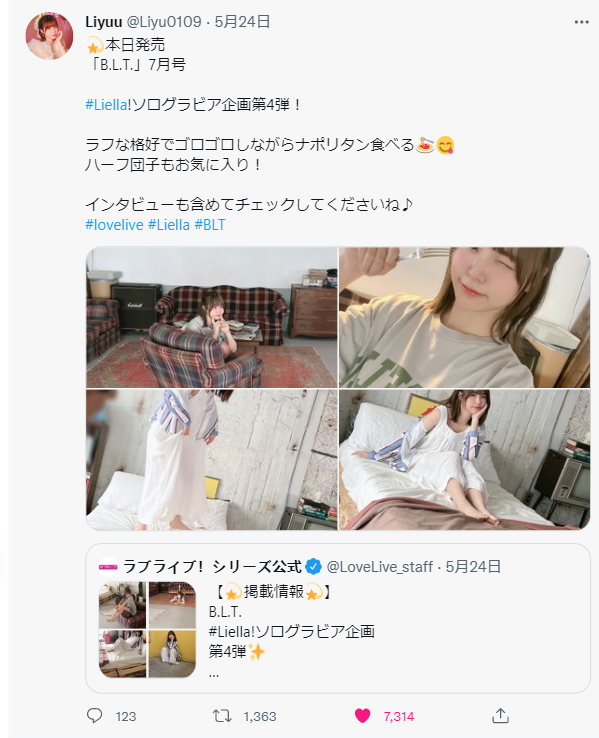 Liyuu @Liyu0109 · 5月24日
💫本日発売
「B.L.T.」7月号
#Liella!ソログラビア企画第4弾！
ラフな格好でゴロゴロしながらナポリタン食べる🍝😋
ハーフ団子もお気に入り！
インタビューも含めてチェックしてくださいね♪
#lovelive #Liella #BLT
Marshall
ラブライブ！シリーズ公式 @LoveLive_staff · 5月24日
【💫掲載情報💫】
B.L.T.
#Liella!ソログラビア企画
第4弾✨
...
123 1,363 7,314